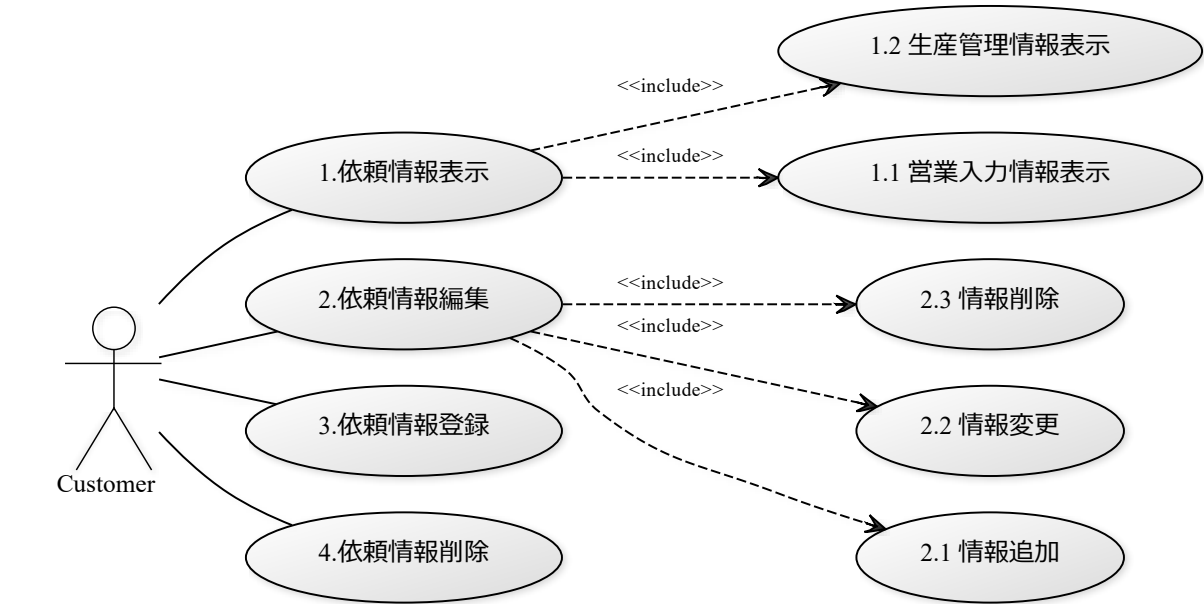 1.2 生産管理情報表示
<<include>>
1.依頼情報表示
<<include>>
1.1 営業入力情報表示
2.依頼情報編集
<<include>>
2.3 情報削除
<<include>>
<<include>>
3.依頼情報登録
2.2 情報変更
Customer
4.依頼情報削除
2.1 情報追加